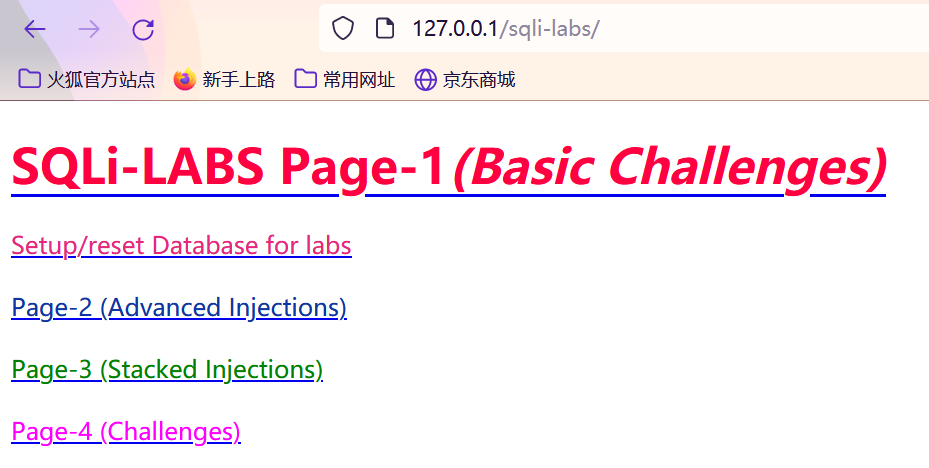 127.0.0.1/sqli-labs/
火狐官方站点 新手上路 常用网址 京东商城
SQLi-LABS Page-1(Basic Challenges)
Setup/reset Database for labs
Page-2 (Advanced Injections)
Page-3 (Stacked Injections)
Page-4 (Challenges)